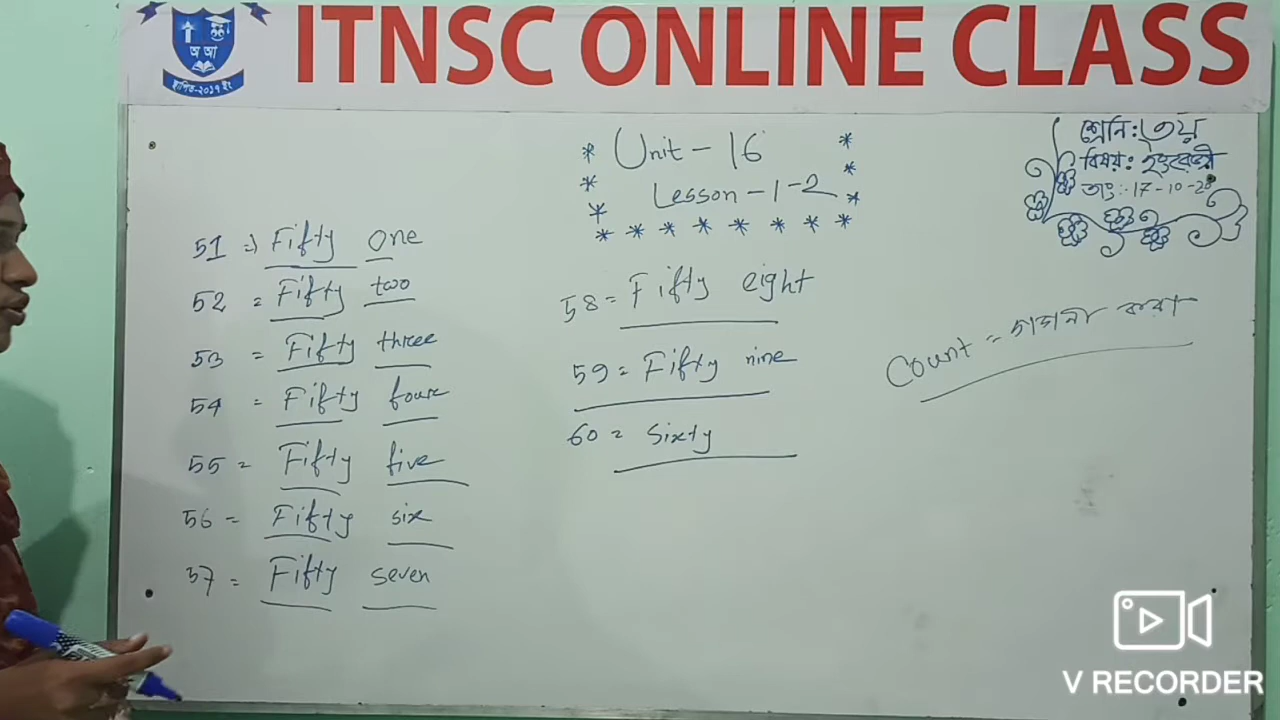 ITNSC ONLINE CLASS
অ আ
স্থাপিত-২০১৭ ইং
শ্রেনি: ৩য়
বিষয়: ইংরেজী
তাং:-17-10-20
Unit - 16
Lesson - 1-2
51 = Fifty one
52 = Fifty two
53 = Fifty three
54 = Fifty four
55 = Fifty five
56 = Fifty six
57 = Fifty seven
58 = Fifty eight
59 = Fifty nine
60 = Sixty
Count = গণনা করা
V RECORDER